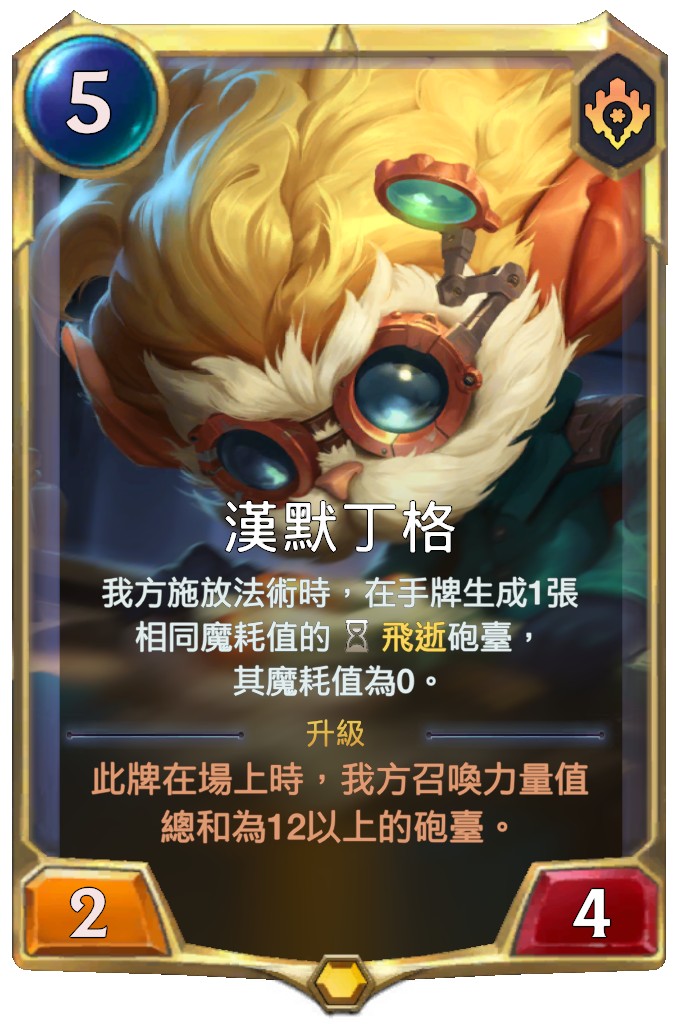 5
漢默丁格
我方施放法術時，在手牌生成1張
相同魔耗值的 飛逝砲臺，
其魔耗值為0。
升級
此牌在場上時，我方召喚力量值
總和為12以上的砲臺。
2
4